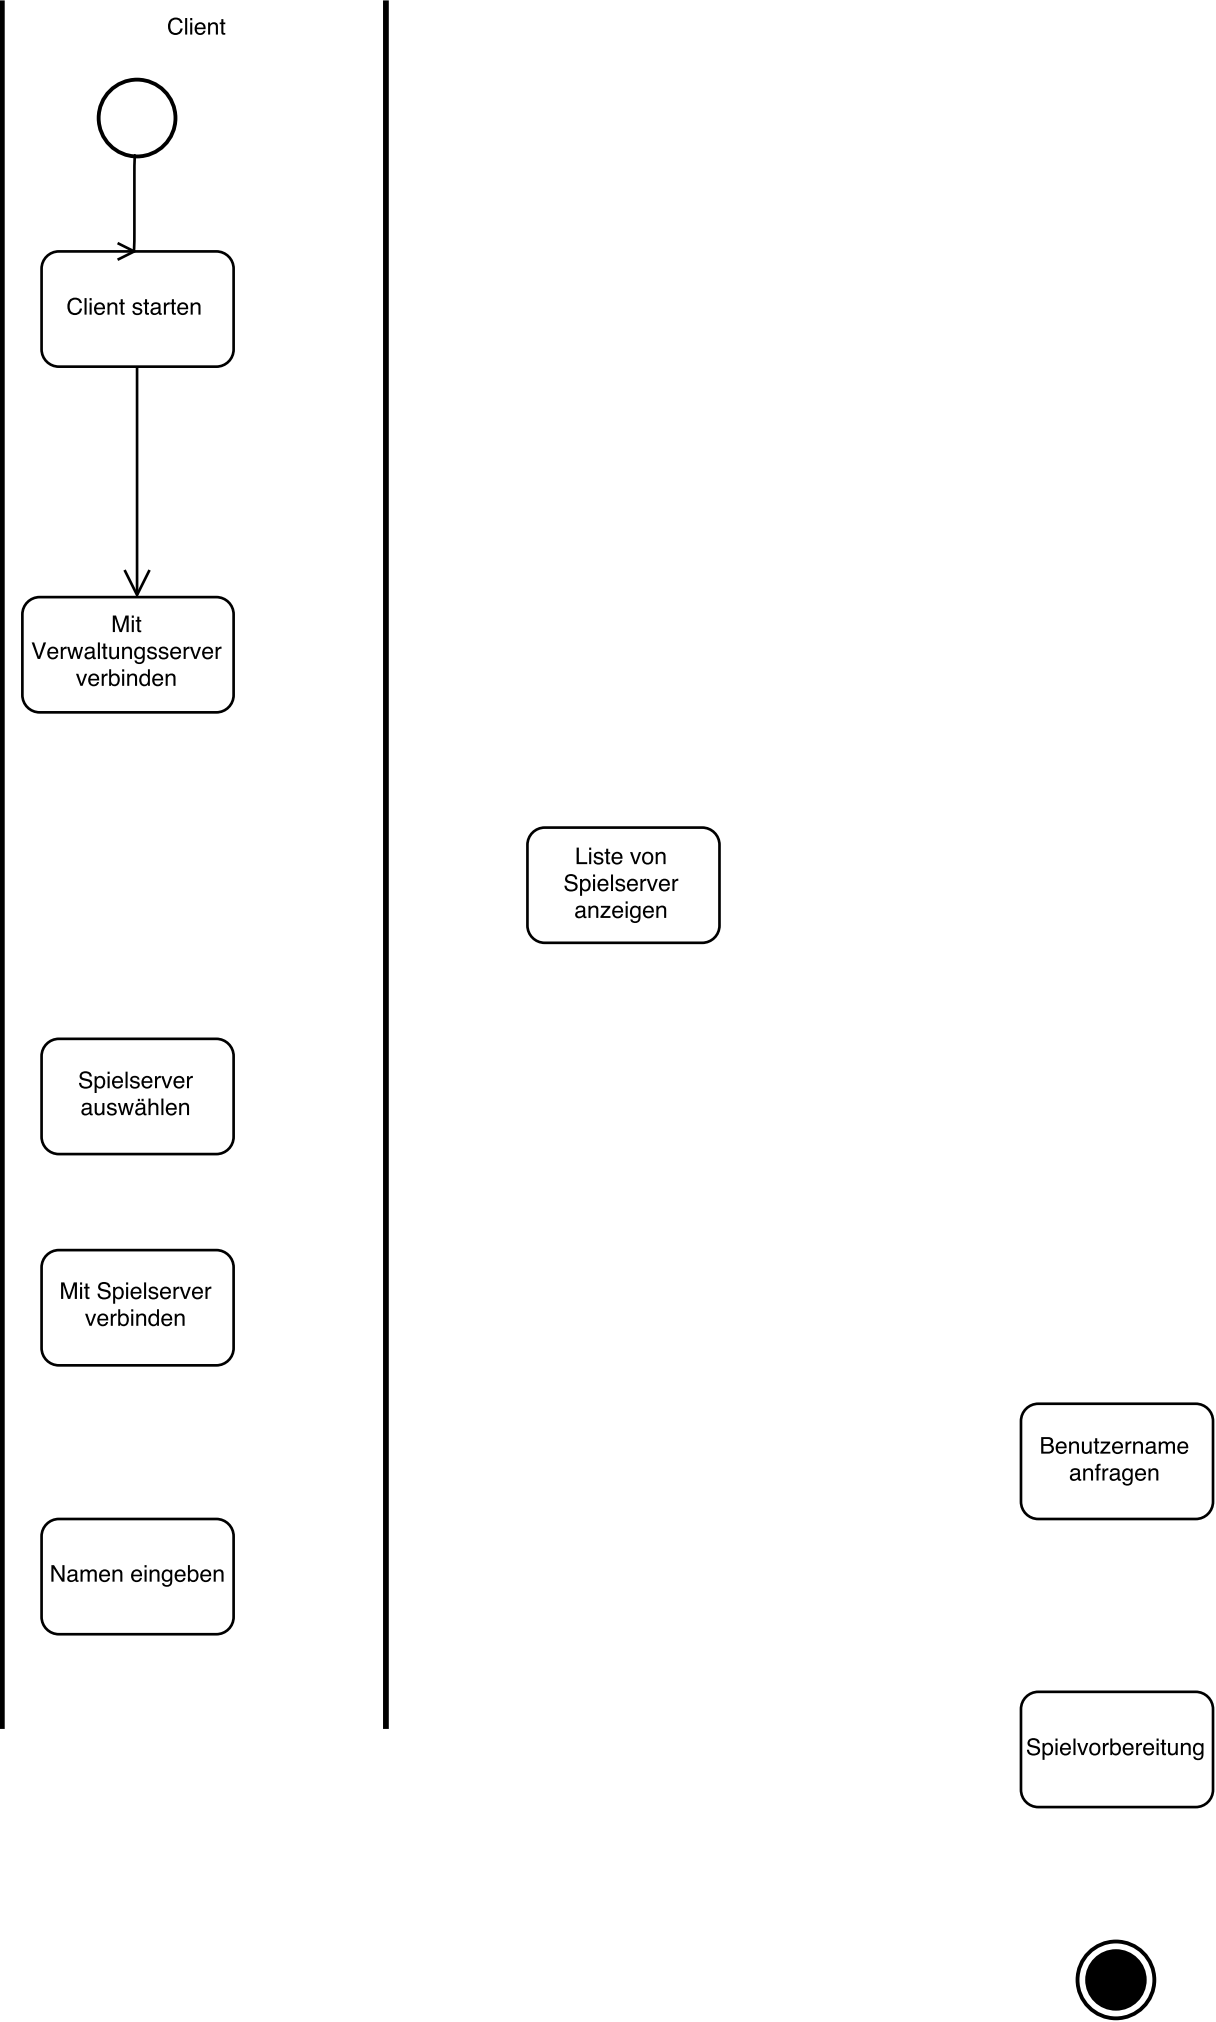 Client
Client starten
Mit
Verwaltungsserver
verbinden
Liste von
Spielserver
anzeigen
Spielserver
auswählen
Mit Spielserver
verbinden
Benutzername
anfragen
Namen eingeben
Spielvorbereitung